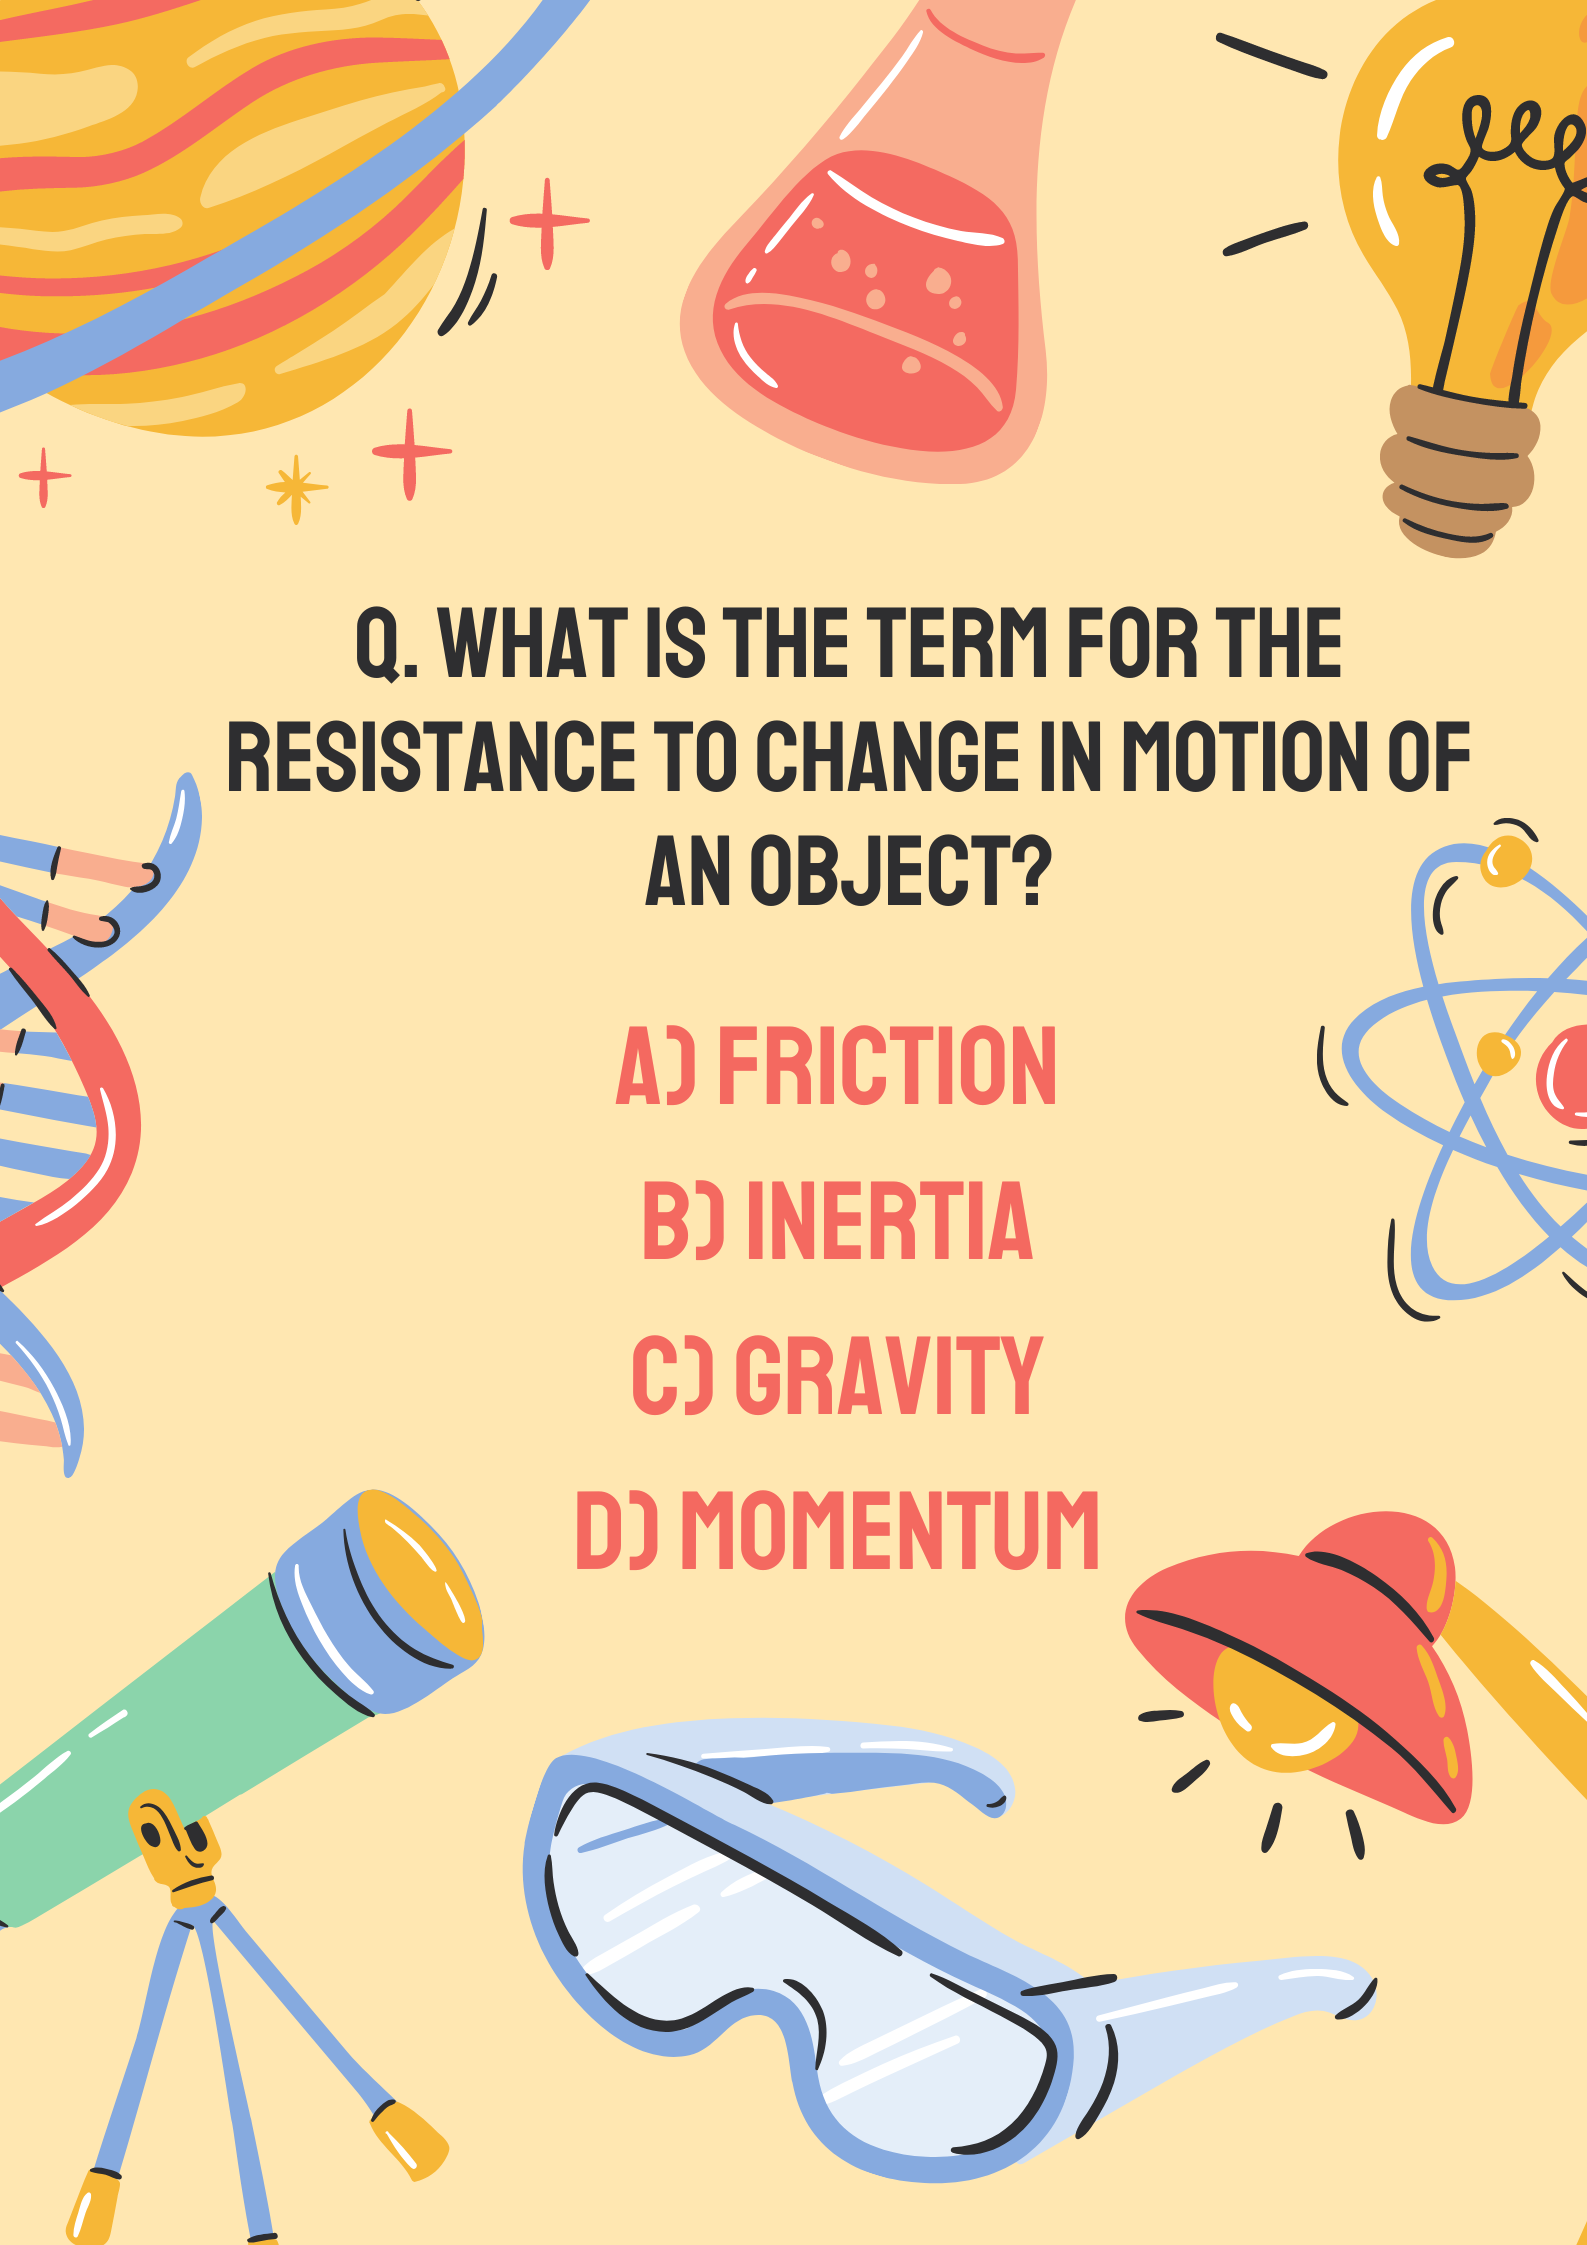 Q. WHAT IS THE TERM FOR THE
RESISTANCE TO CHANGE IN MOTION OF
AN OBJECT?
A) FRICTION
B) INERTIA
C) GRAVITY
D) MOMENTUM